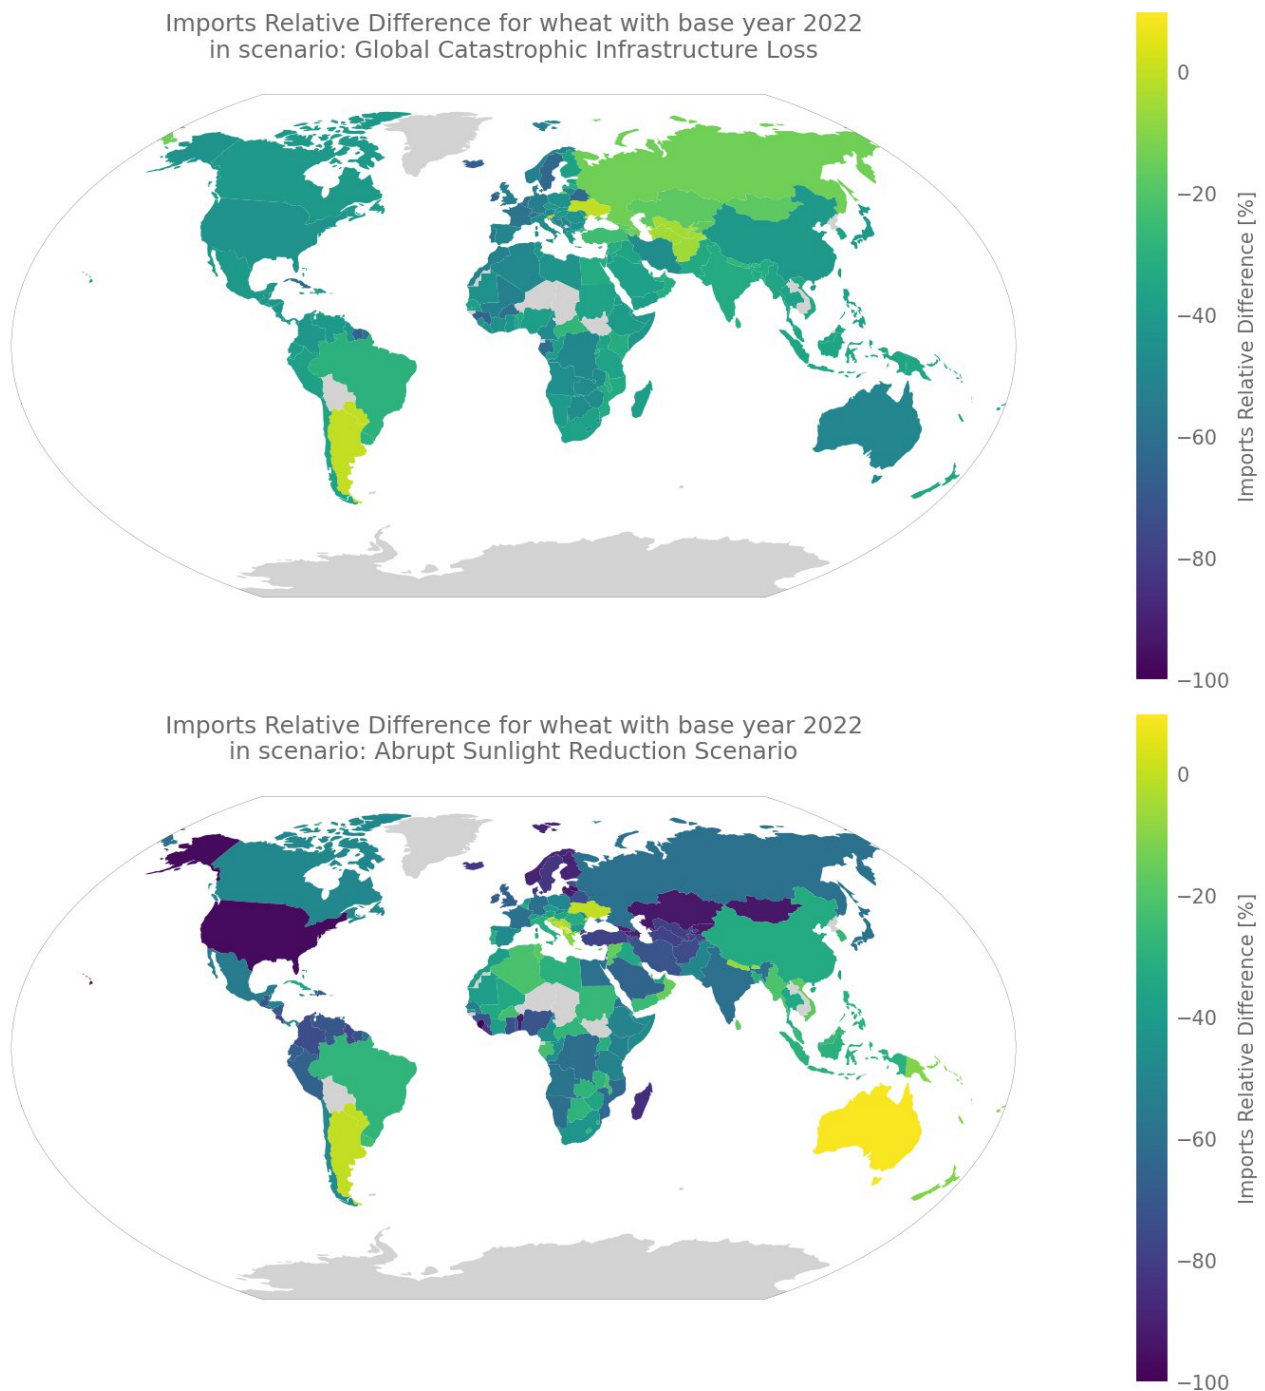 Imports Relative Difference for wheat with base year 2022
in scenario: Global Catastrophic Infrastructure Loss
0
−20
−40
−60
−80
−100
Imports Relative Difference [%]
Imports Relative Difference for wheat with base year 2022
in scenario: Abrupt Sunlight Reduction Scenario
0
−20
−40
−60
−80
−100
Imports Relative Difference [%]